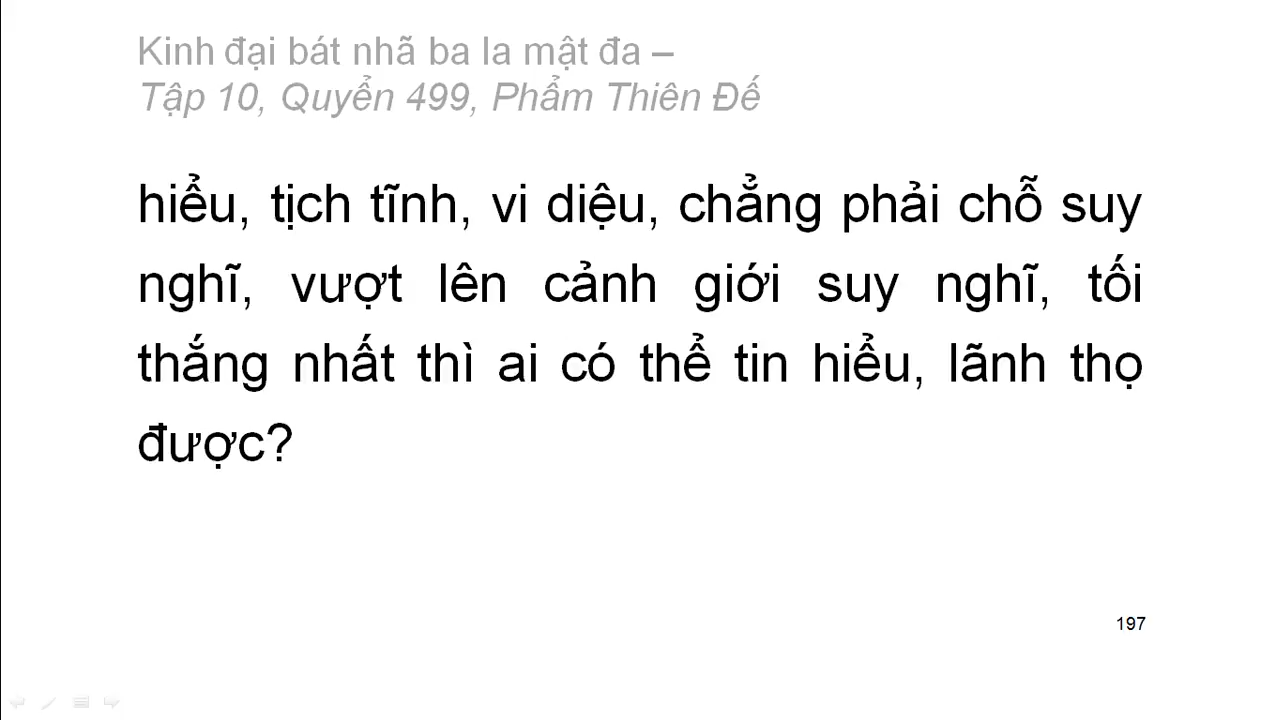 Kinh đại bát nhã ba la mật đa –
Tập 10, Quyển 499, Phẩm Thiên Đế
hiểu, tịch tĩnh, vi diệu, chẳng phải chỗ suy
nghĩ, vượt lên cảnh giới suy nghĩ, tối
thắng nhất thì ai có thể tin hiểu, lãnh thọ
được?
197